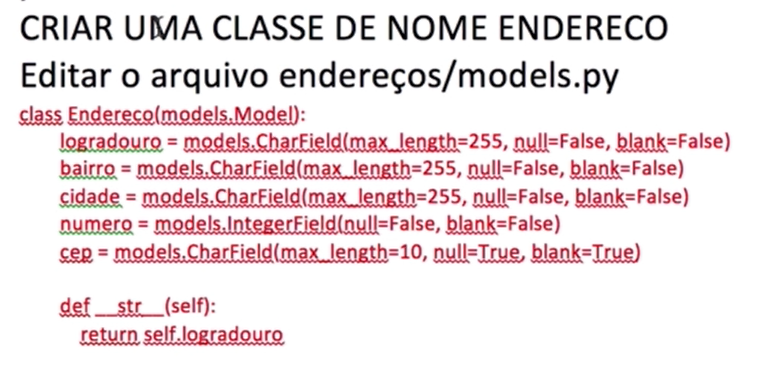 CRIAR UMA CLASSE DE NOME ENDERECO
Editar o arquivo endereços/models.py
class Endereco(models.Model):
logradouro = models.CharField(max_length=255, null=False, blank=False)
bairro = models.CharField(max_length=255, null=False, blank=False)
cidade = models.CharField(max_length=255, null=False, blank=False)
numero = models.IntegerField(null=False, blank=False)
cep = models.CharField(max_length=10, null=True, blank=True)
def __str__(self):
return self.logradouro